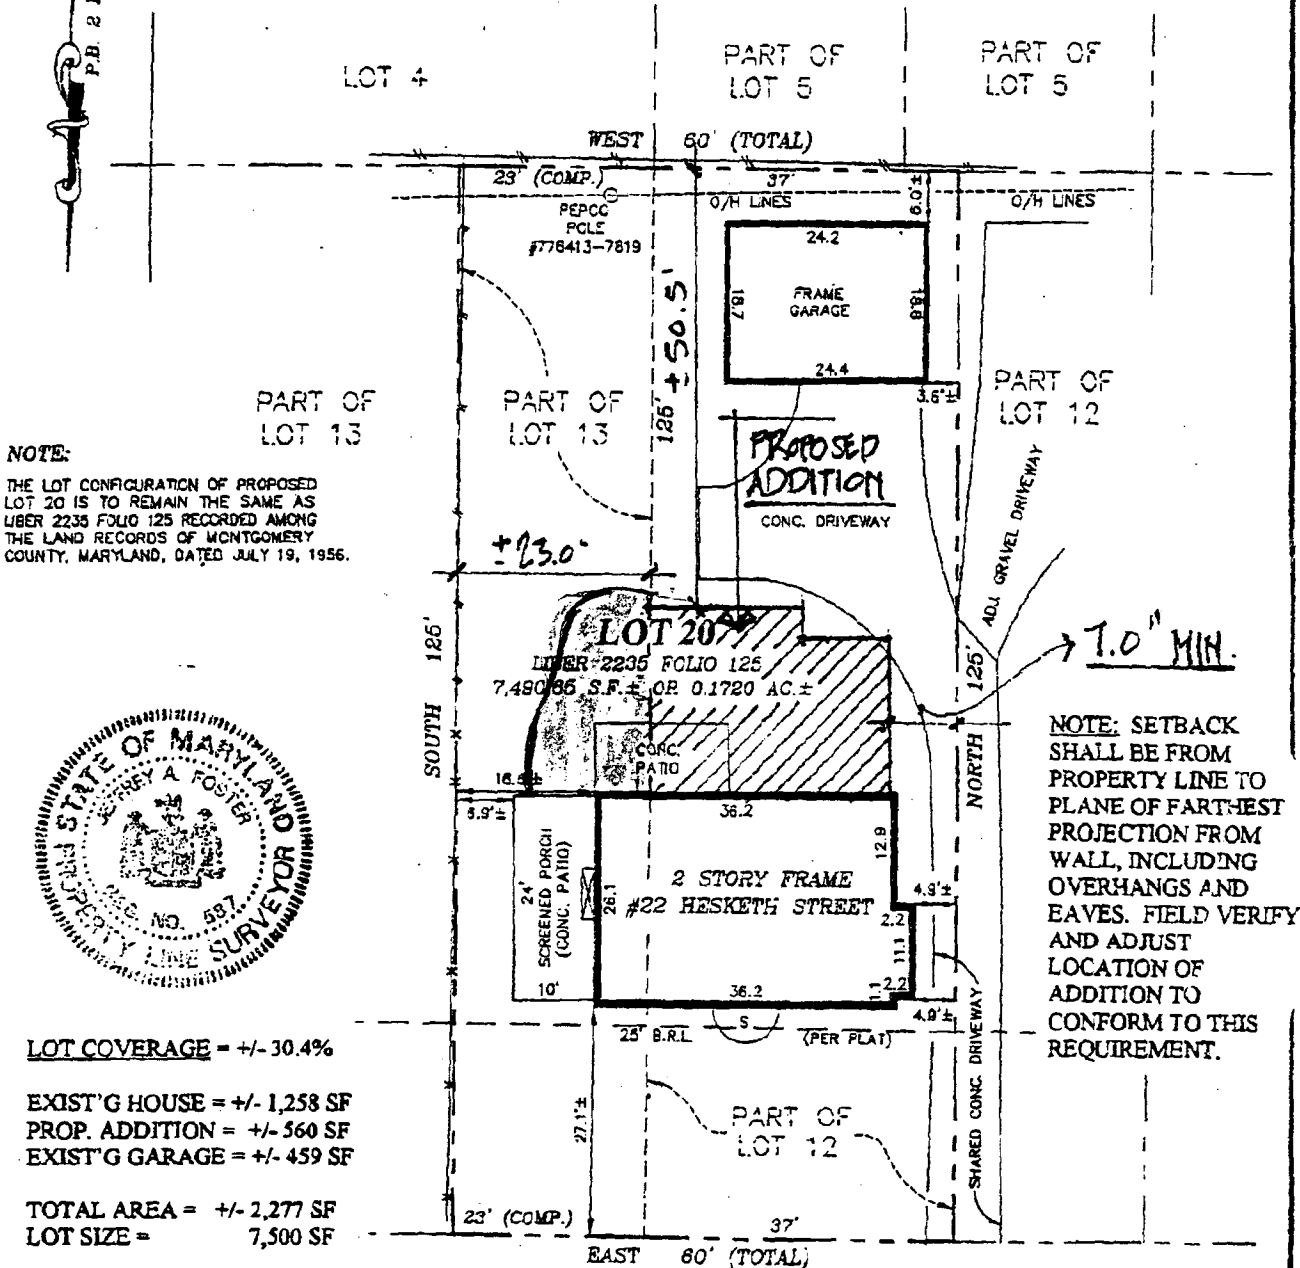 P.B. 2
LOT 4
PART OF
LOT 5
PART OF
LOT 5
WEST 60' (TOTAL)
23' (COMP.)
37'
O/H LINES
6.0'±
O/H LINES
PEPCO
POLE
#776413-7819
24.2
FRAME
GARAGE
18.7
18.8
24.4
3.6'±
±50.5'
125'
PART OF
LOT 13
PART OF
LOT 13
PART OF
LOT 12
NOTE:
THE LOT CONFIGURATION OF PROPOSED
LOT 20 IS TO REMAIN THE SAME AS
LIBER 2235 FOLIO 125 RECORDED AMONG
THE LAND RECORDS OF MONTGOMERY
COUNTY, MARYLAND, DATED JULY 19, 1956.
PROPOSED
ADDITION
CONC. DRIVEWAY
ADJ. GRAVEL DRIVEWAY
±23.0'
LOT 20
LIBER 2235 FOLIO 125
7,490.65 S.F.± OR 0.1720 AC.±
SOUTH 125'
NORTH 125'
7.0" MIN.
CONC.
PATIO
NOTE: SETBACK
SHALL BE FROM
PROPERTY LINE TO
PLANE OF FARTHEST
PROJECTION FROM
WALL, INCLUDING
OVERHANGS AND
EAVES. FIELD VERIFY
AND ADJUST
LOCATION OF
ADDITION TO
CONFORM TO THIS
REQUIREMENT.
STATE OF MARYLAND
JEFFREY A. FOSTER
REG. NO. 587
PROPERTY LINE SURVEYOR
36.2
12.9
24'
SCREENED PORCH
(CONC. PATIO)
26.1
2 STORY FRAME
#22 HESKETH STREET
4.9'±
2.2
11.1
10'
36.2
1.1
2.2
4.9'±
25' B.R.L.
S
(PER PLAT)
LOT COVERAGE = +/- 30.4%
EXIST'G HOUSE = +/- 1,258 SF
PROP. ADDITION = +/- 560 SF
EXIST'G GARAGE = +/- 459 SF
TOTAL AREA = +/- 2,277 SF
LOT SIZE = 7,500 SF
27.1'±
PART OF
LOT 12
SHARED CONC. DRIVEWAY
23' (COMP.)
37'
EAST 60' (TOTAL)